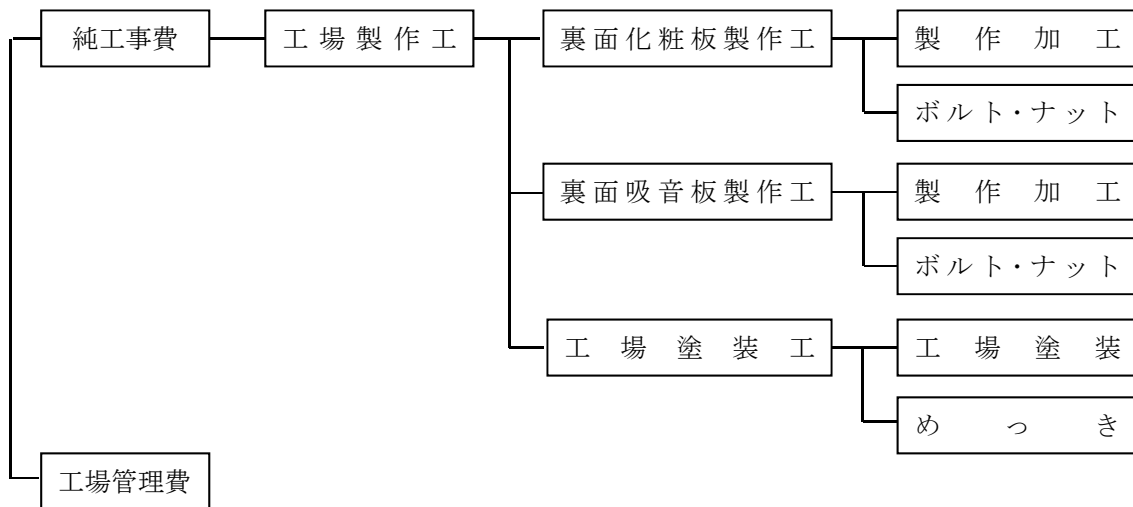 純工事費
工場製作工
裏面化粧板製作工
製作加工
ボルト・ナット
裏面吸音板製作工
製作加工
ボルト・ナット
工場塗装工
工場塗装
めっき
工場管理費